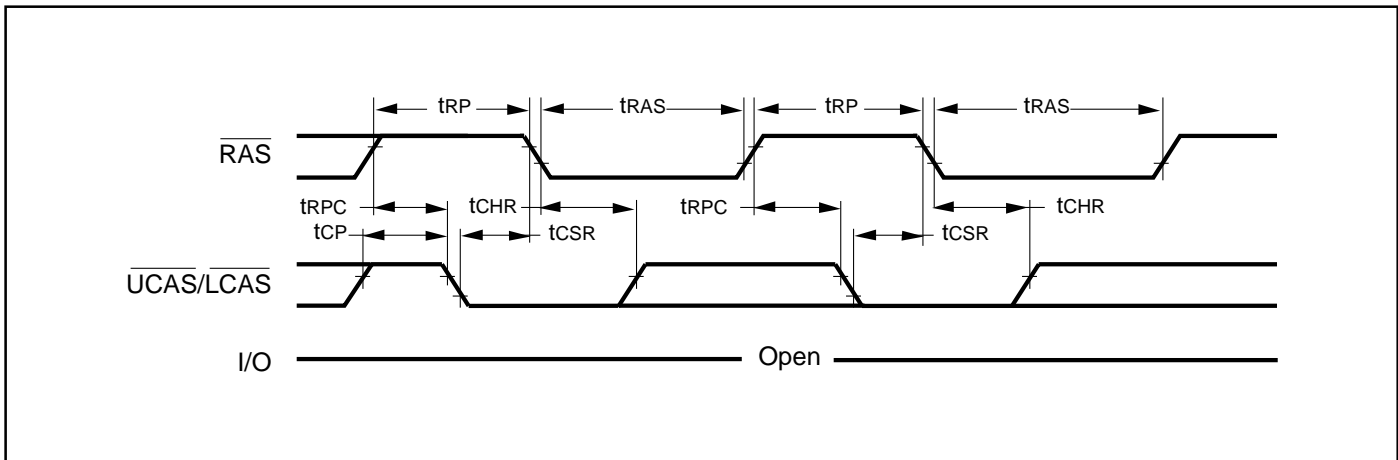 tRP tRAS tRP tRAS
RAS
tRPC tCHR tRPC tCHR
tCP tCSR tCSR
UCAS/LCAS
I/O Open